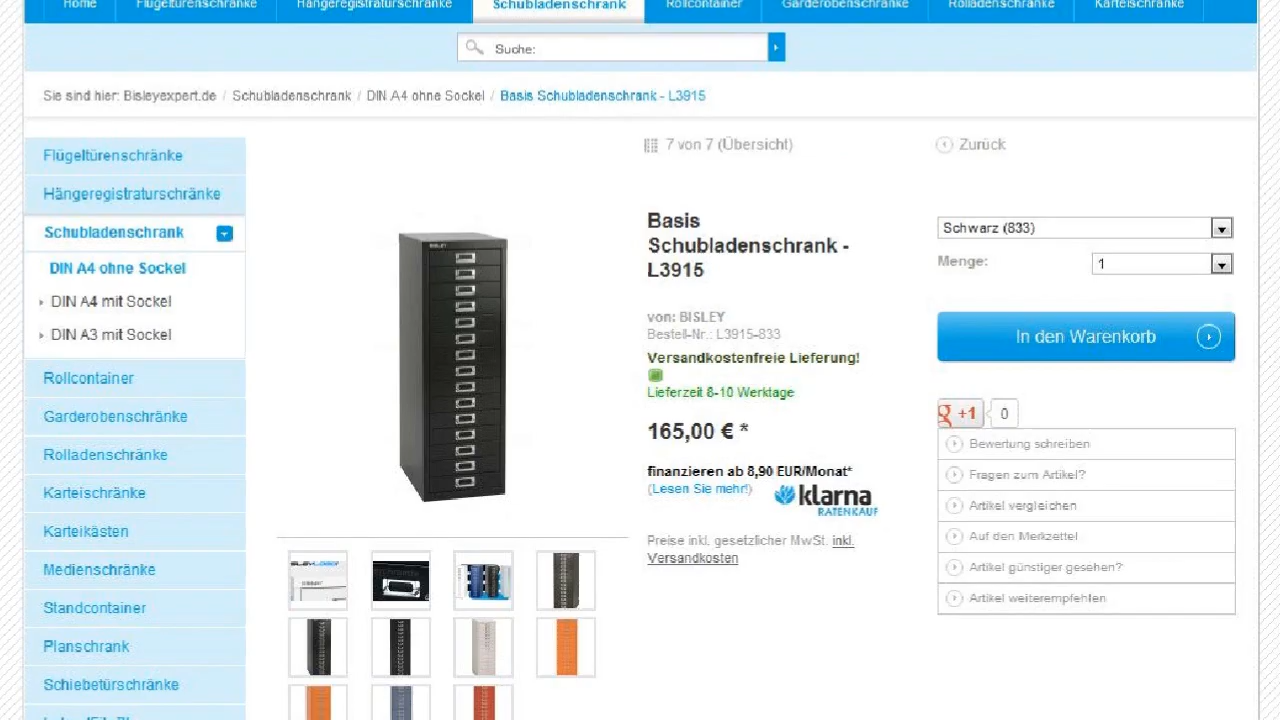 Home Flügeltürenschränke Hängeregistraturschränke Schubladenschrank Rollcontainer Garderobenschränke Rolladenschränke Karteischränke
Suche:
Sie sind hier: Bisleyexpert.de / Schubladenschrank / DIN A4 ohne Sockel / Basis Schubladenschrank - L3915
Flügeltürenschränke
Hängeregistraturschränke
Schubladenschrank
DIN A4 ohne Sockel
DIN A4 mit Sockel
DIN A3 mit Sockel
Rollcontainer
Garderobenschränke
Rolladenschränke
Karteischränke
Karteikästen
Medienschränke
Standcontainer
Planschrank
Schiebetürschränke
BISLEY
7 von 7 (Übersicht)
Zurück
Basis
Schubladenschrank -
L3915
von: BISLEY
Bestell-Nr.: L3915-833
Versandkostenfreie Lieferung!
Lieferzeit 8-10 Werktage
165,00 € *
finanzieren ab 8,90 EUR/Monat*
(Lesen Sie mehr!)
klarna
RATENKAUF
Preise inkl. gesetzlicher MwSt. inkl.
Versandkosten
Schwarz (833)
Menge: 1
In den Warenkorb
g +1 0
Bewertung schreiben
Fragen zum Artikel?
Artikel vergleichen
Auf den Merkzettel
Artikel günstiger gesehen?
Artikel weiterempfehlen